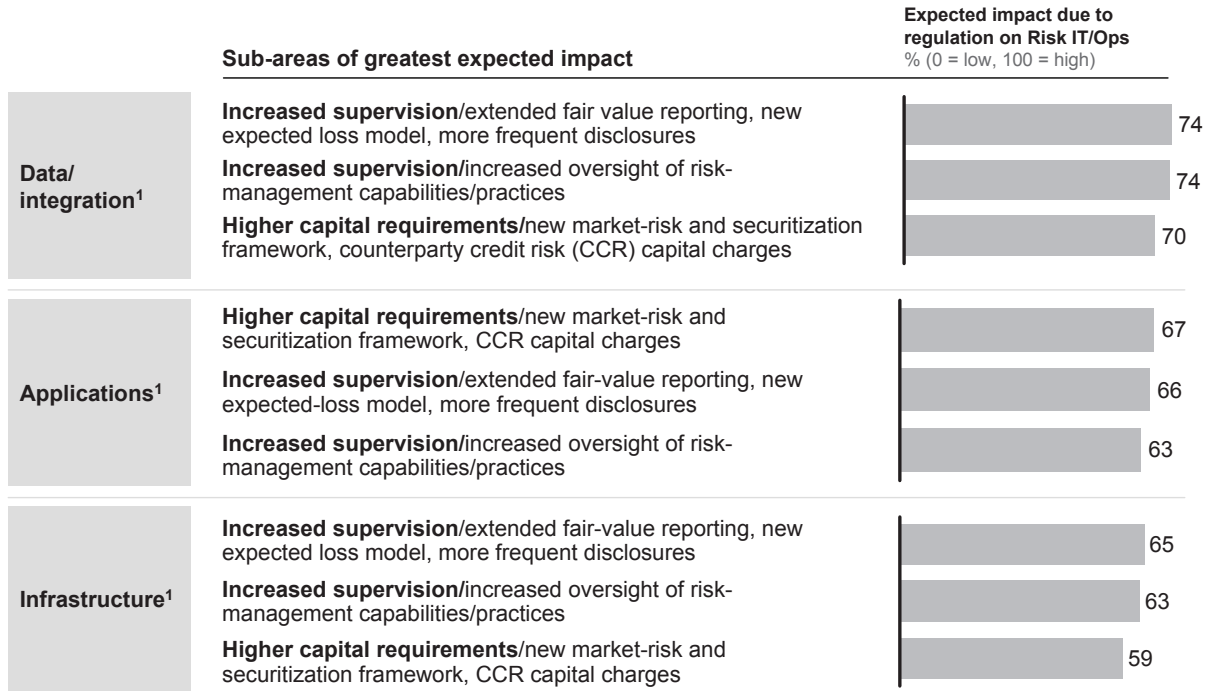 Expected impact due to
regulation on Risk IT/Ops
% (0 = low, 100 = high)
Sub-areas of greatest expected impact
Data/
integration¹
Increased supervision/extended fair value reporting, new
expected loss model, more frequent disclosures
74
Increased supervision/increased oversight of risk-
management capabilities/practices
74
Higher capital requirements/new market-risk and securitization
framework, counterparty credit risk (CCR) capital charges
70
Applications¹
Higher capital requirements/new market-risk and
securitization framework, CCR capital charges
67
Increased supervision/extended fair-value reporting, new
expected-loss model, more frequent disclosures
66
Increased supervision/increased oversight of risk-
management capabilities/practices
63
Infrastructure¹
Increased supervision/extended fair-value reporting, new
expected loss model, more frequent disclosures
65
Increased supervision/increased oversight of risk-
management capabilities/practices
63
Higher capital requirements/new market-risk and
securitization framework, CCR capital charges
59